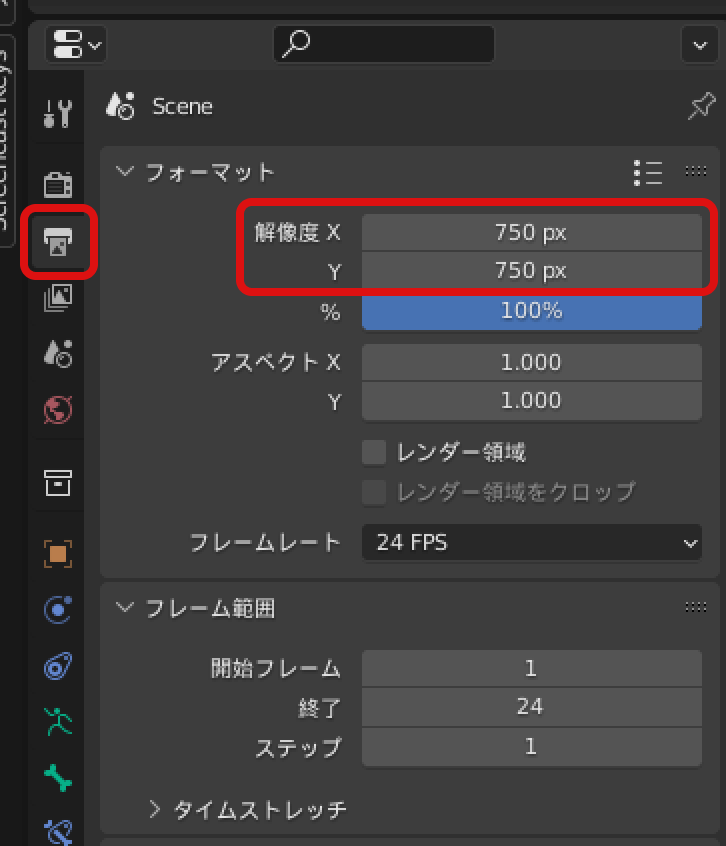 Screencast Keys
Scene
フォーマット
解像度 X 750 px
Y 750 px
% 100%
アスペクト X 1.000
Y 1.000
レンダー領域
レンダー領域をクロップ
フレームレート 24 FPS
フレーム範囲
開始フレーム 1
終了 24
ステップ 1
タイムストレッチ